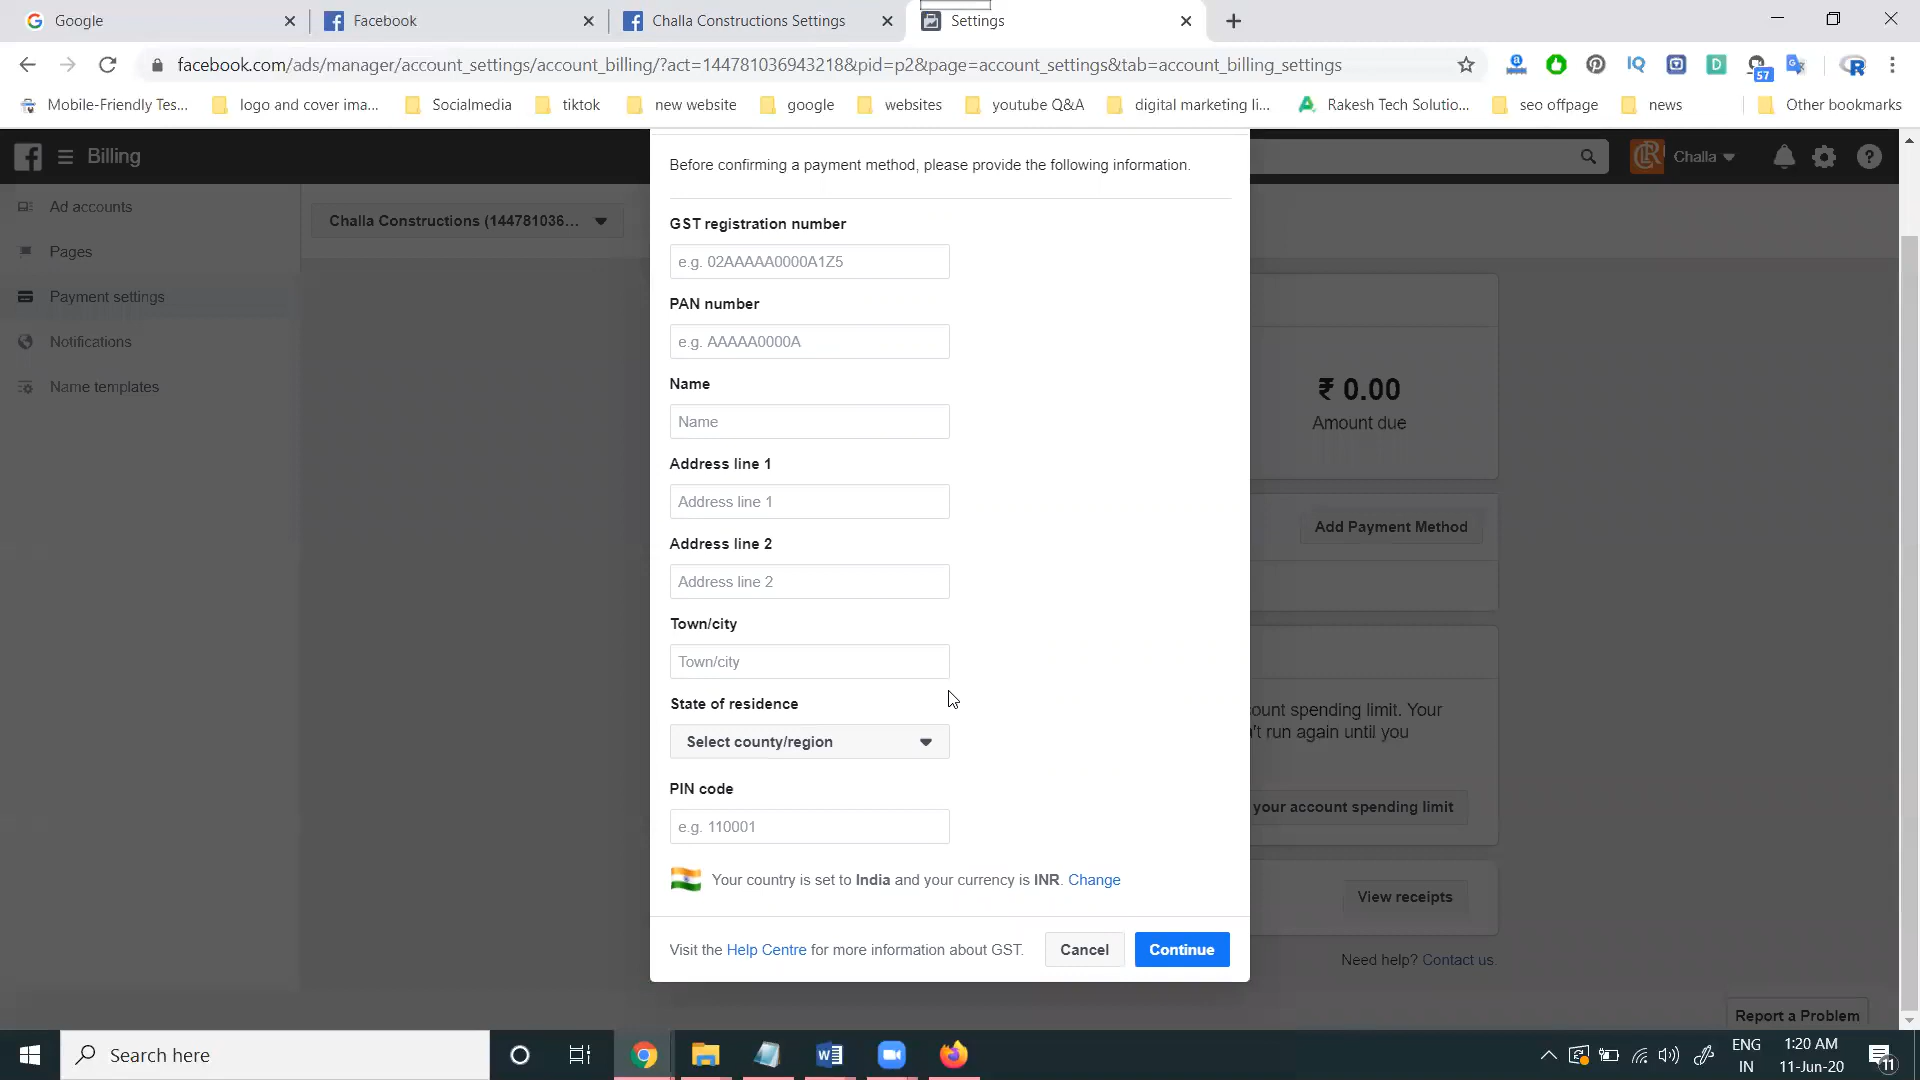 Google
Facebook
Challa Constructions Settings
Settings
facebook.com/ads/manager/account_settings/account_billing/?act=144781036943218&pid=p2&page=account_settings&tab=account_billing_settings
57
Mobile-Friendly Tes...
logo and cover ima...
Socialmedia
tiktok
new website
google
websites
youtube Q&A
digital marketing li...
Rakesh Tech Solutio...
seo offpage
news
Other bookmarks
Billing
Challa
Ad accounts
Pages
Payment settings
Notifications
Name templates
Challa Constructions (144781036...
Before confirming a payment method, please provide the following information.
GST registration number
e.g. 02AAAAA0000A1Z5
PAN number
e.g. AAAAA0000A
Name
Name
Address line 1
Address line 1
Address line 2
Address line 2
Town/city
Town/city
State of residence
Select county/region
PIN code
e.g. 110001
Your country is set to India and your currency is INR. Change
Visit the Help Centre for more information about GST.
Cancel
Continue
₹ 0.00
Amount due
Add Payment Method
ount spending limit. Your
't run again until you
your account spending limit
View receipts
Need help? Contact us.
Report a Problem
Search here
ENG
IN
1:20 AM
11-Jun-20
11